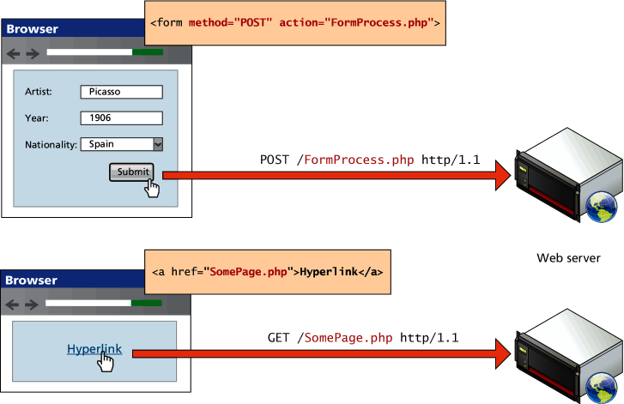 <form method="POST" action="FormProcess.php">
Browser
Artist: Picasso
Year: 1906
Nationality: Spain
Submit
POST /FormProcess.php http/1.1
Web server
<a href="SomePage.php">Hyperlink</a>
Browser
Hyperlink
GET /SomePage.php http/1.1